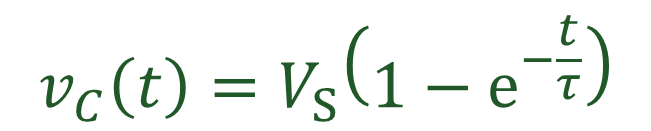 v_C(t) = V_S(1 − e^{−t/τ})